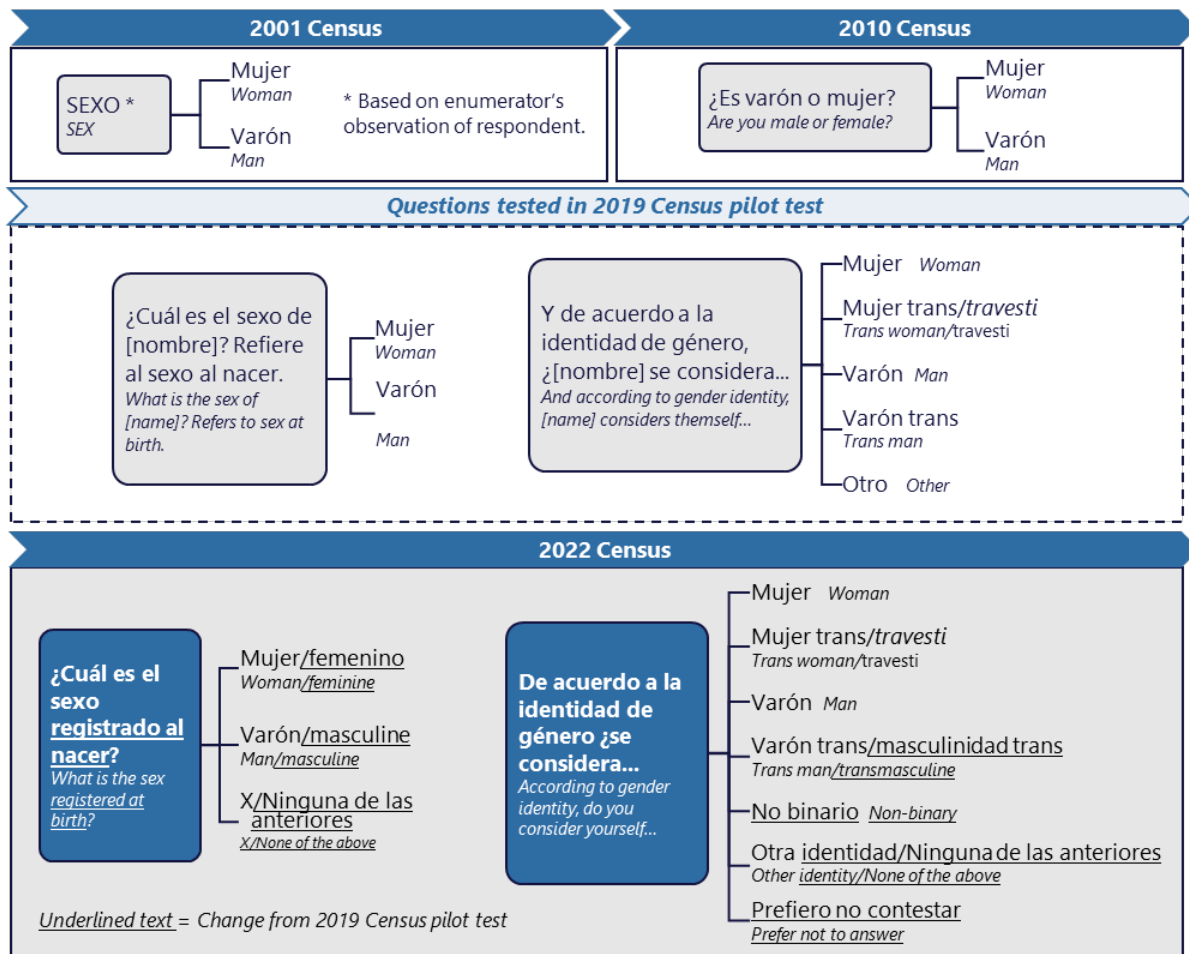 2001 Census
2010 Census
SEXO *
SEX
Mujer
Woman
Varón
Man
* Based on enumerator's
observation of respondent.
¿Es varón o mujer?
Are you male or female?
Mujer
Woman
Varón
Man
Questions tested in 2019 Census pilot test
¿Cuál es el sexo de
[nombre]? Refiere
al sexo al nacer.
What is the sex of
[name]? Refers to sex at
birth.
Mujer
Woman
Varón
Man
Y de acuerdo a la
identidad de género,
¿[nombre] se considera...
And according to gender identity,
[name] considers themself...
Mujer Woman
Mujer trans/travesti
Trans woman/travesti
Varón Man
Varón trans
Trans man
Otro Other
2022 Census
¿Cuál es el
sexo
registrado al
nacer?
What is the sex
registered at
birth?
Mujer/femenino
Woman/feminine
Varón/masculine
Man/masculine
X/Ninguna de las
anteriores
X/None of the above
De acuerdo a la
identidad de
género ¿se
considera...
According to gender
identity, do you
consider yourself...
Mujer Woman
Mujer trans/travesti
Trans woman/travesti
Varón Man
Varón trans/masculinidad trans
Trans man/transmasculine
No binario Non-binary
Otra identidad/Ninguna de las anteriores
Other identity/None of the above
Prefiero no contestar
Prefer not to answer
Underlined text = Change from 2019 Census pilot test